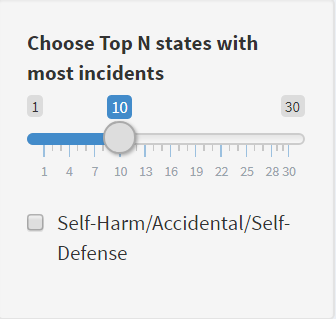 Choose Top N states with
most incidents
1 10 30
1 4 7 10 13 16 19 22 25 28 30
Self-Harm/Accidental/Self-
Defense